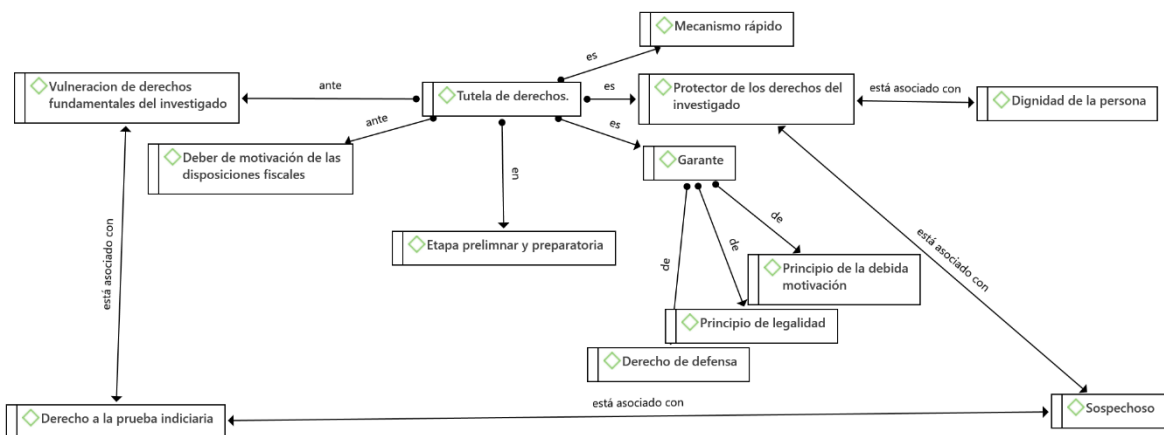 Mecanismo rápido
es
Vulneracion de derechos
fundamentales del investigado
ante
Tutela de derechos.
es
Protector de los derechos del
investigado
está asociado con
Dignidad de la persona
ante
es
Deber de motivación de las
disposiciones fiscales
Garante
en
de
está asociado con
Etapa prelimnar y preparatoria
de
de
Principio de la debida
motivación
está asociado con
Principio de legalidad
Derecho de defensa
está asociado con
Derecho a la prueba indiciaria
Sospechoso